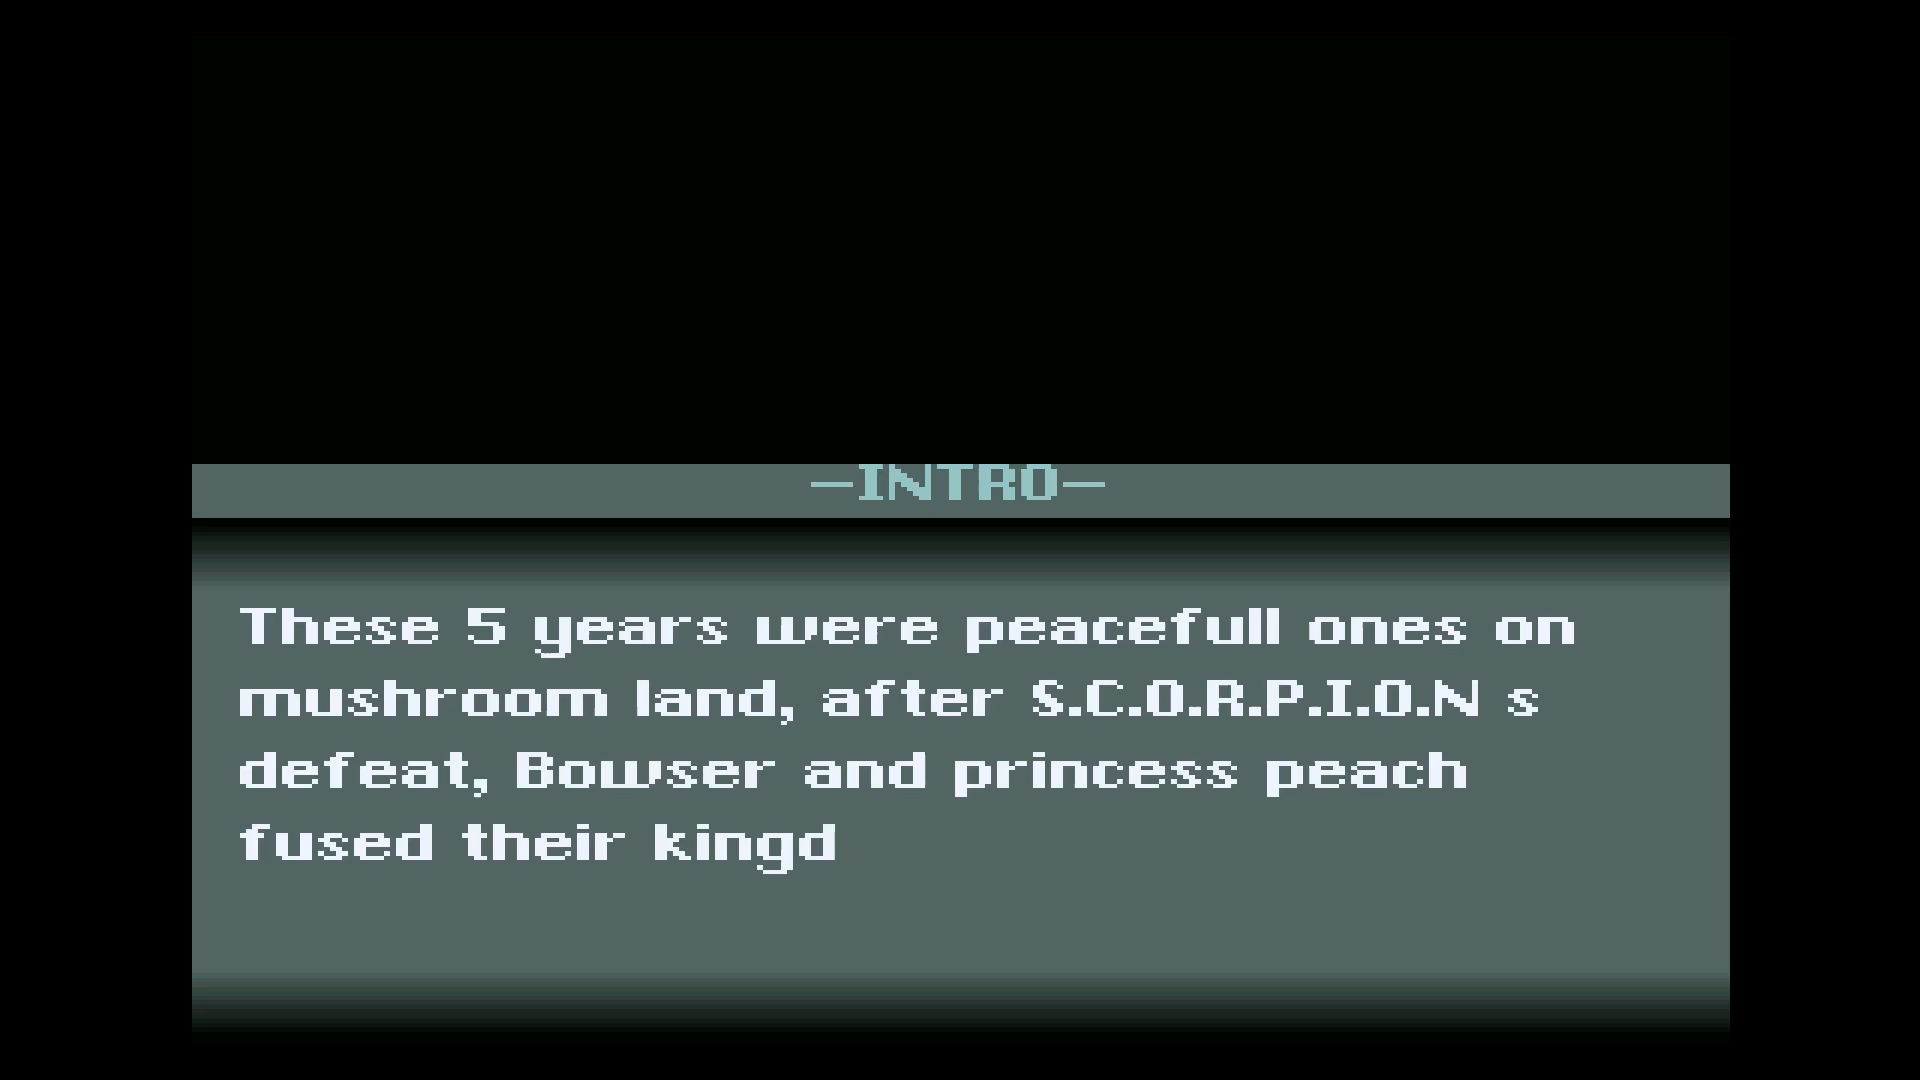 —INTRO—
These 5 years were peacefull ones on
mushroom land, after S.C.O.R.P.I.O.N s
defeat, Bowser and princess peach
fused their kingd